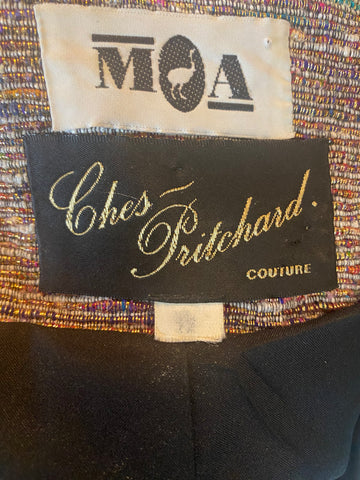 MOA
Ches
Pritchard.
COUTURE